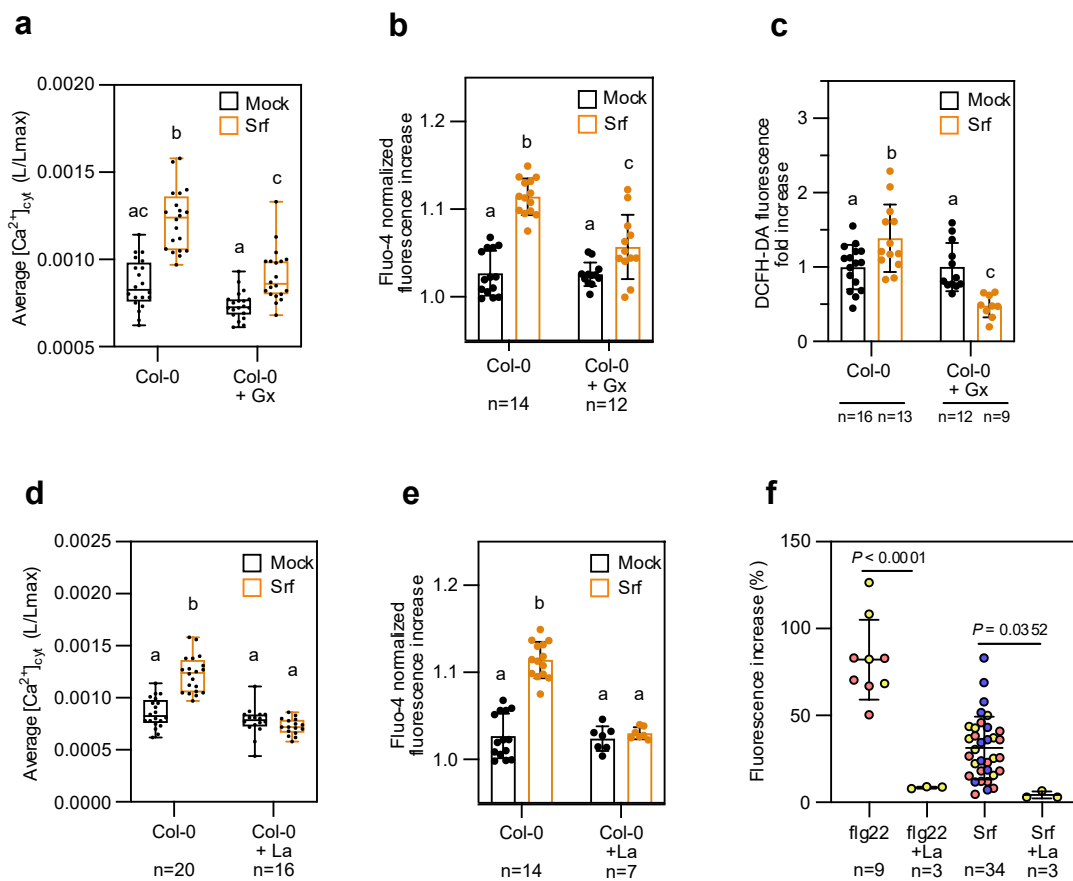 a
Average [Ca2+]cyt (L/Lmax)
0.0020
0.0015
0.0010
0.0005
Mock
Srf
ac
b
a
c
Col-0
Col-0
+ Gx
b
Fluo-4 normalized
fluorescence increase
1.2
1.1
1.0
Mock
Srf
a
b
a
c
Col-0
Col-0
+ Gx
n=14
n=12
c
DCFH-DA fluorescence
fold increase
3
2
1
0
Mock
Srf
a
b
a
c
Col-0
Col-0
+ Gx
n=16 n=13
n=12 n=9
d
Average [Ca2+]cyt (L/Lmax)
0.0025
0.0020
0.0015
0.0010
0.0005
0.0000
Mock
Srf
a
b
a
a
Col-0
Col-0
+ La
n=20
n=16
e
Fluo-4 normalized
fluorescence increase
1.2
1.1
1.0
Mock
Srf
a
b
a
a
Col-0
Col-0
+La
n=14
n=7
f
Fluorescence increase (%)
150
100
50
0
P < 0.0001
P = 0.0352
flg22
flg22
+La
Srf
Srf
+La
n=9
n=3
n=34
n=3